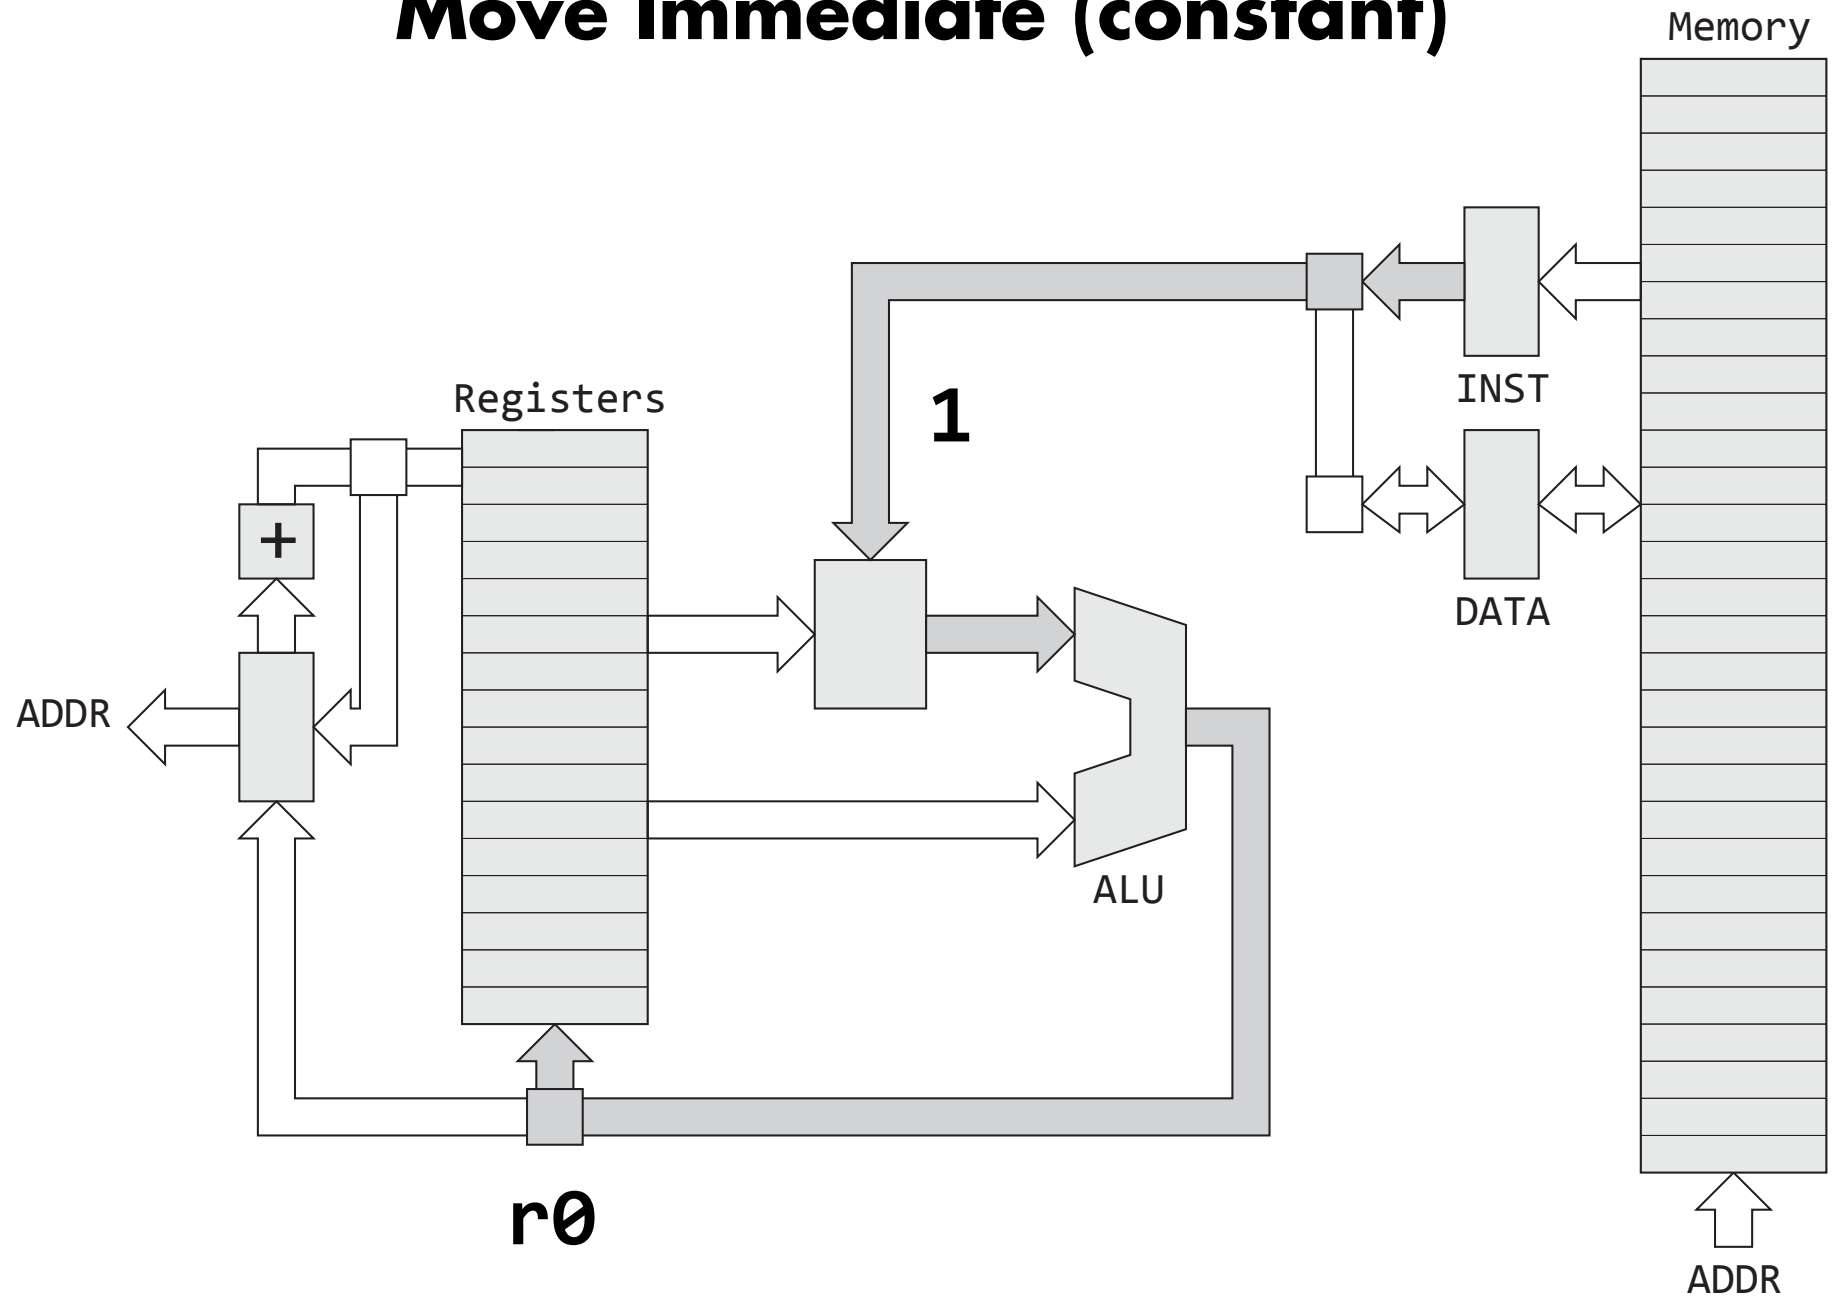 Move Immediate (constant)
Memory
INST
1
Registers
+
DATA
ADDR
ALU
r0
ADDR